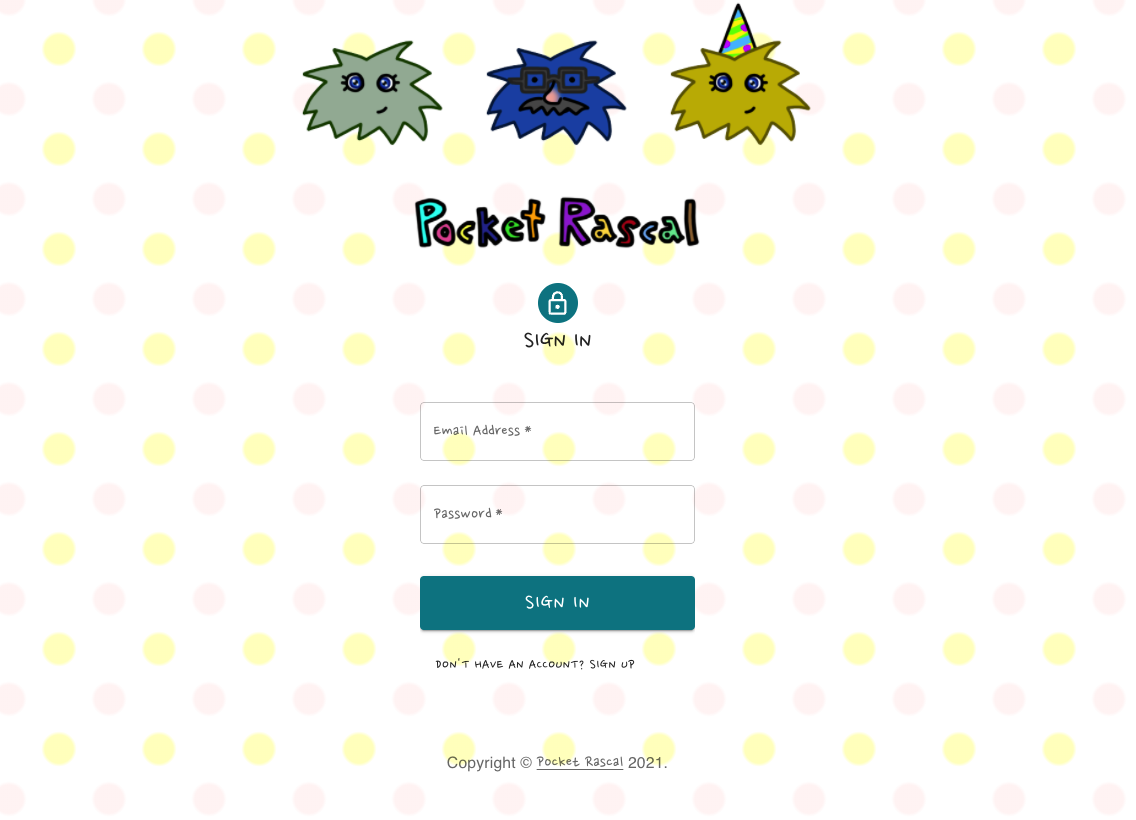 Pocket Rascal
SIGN IN
Email Address *
Password *
SIGN IN
DON'T HAVE AN ACCOUNT? SIGN UP
Copyright © Pocket Rascal 2021.